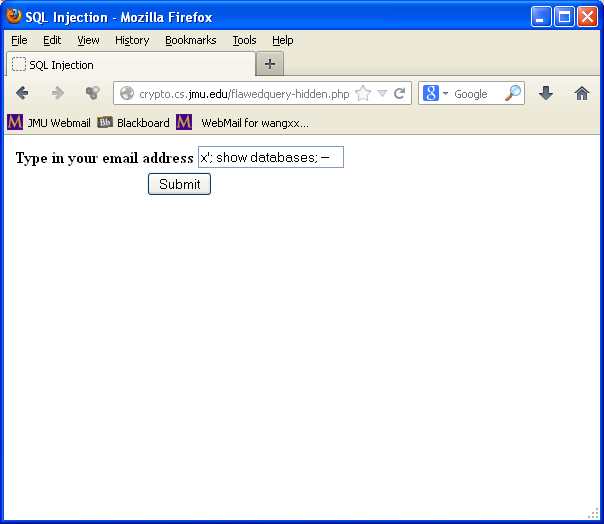 SQL Injection - Mozilla Firefox
File Edit View History Bookmarks Tools Help
SQL Injection
crypto.cs.jmu.edu/flawedquery-hidden.php Google
JMU Webmail Bb Blackboard WebMail for wangxx...
Type in your email address x'; show databases; --
Submit